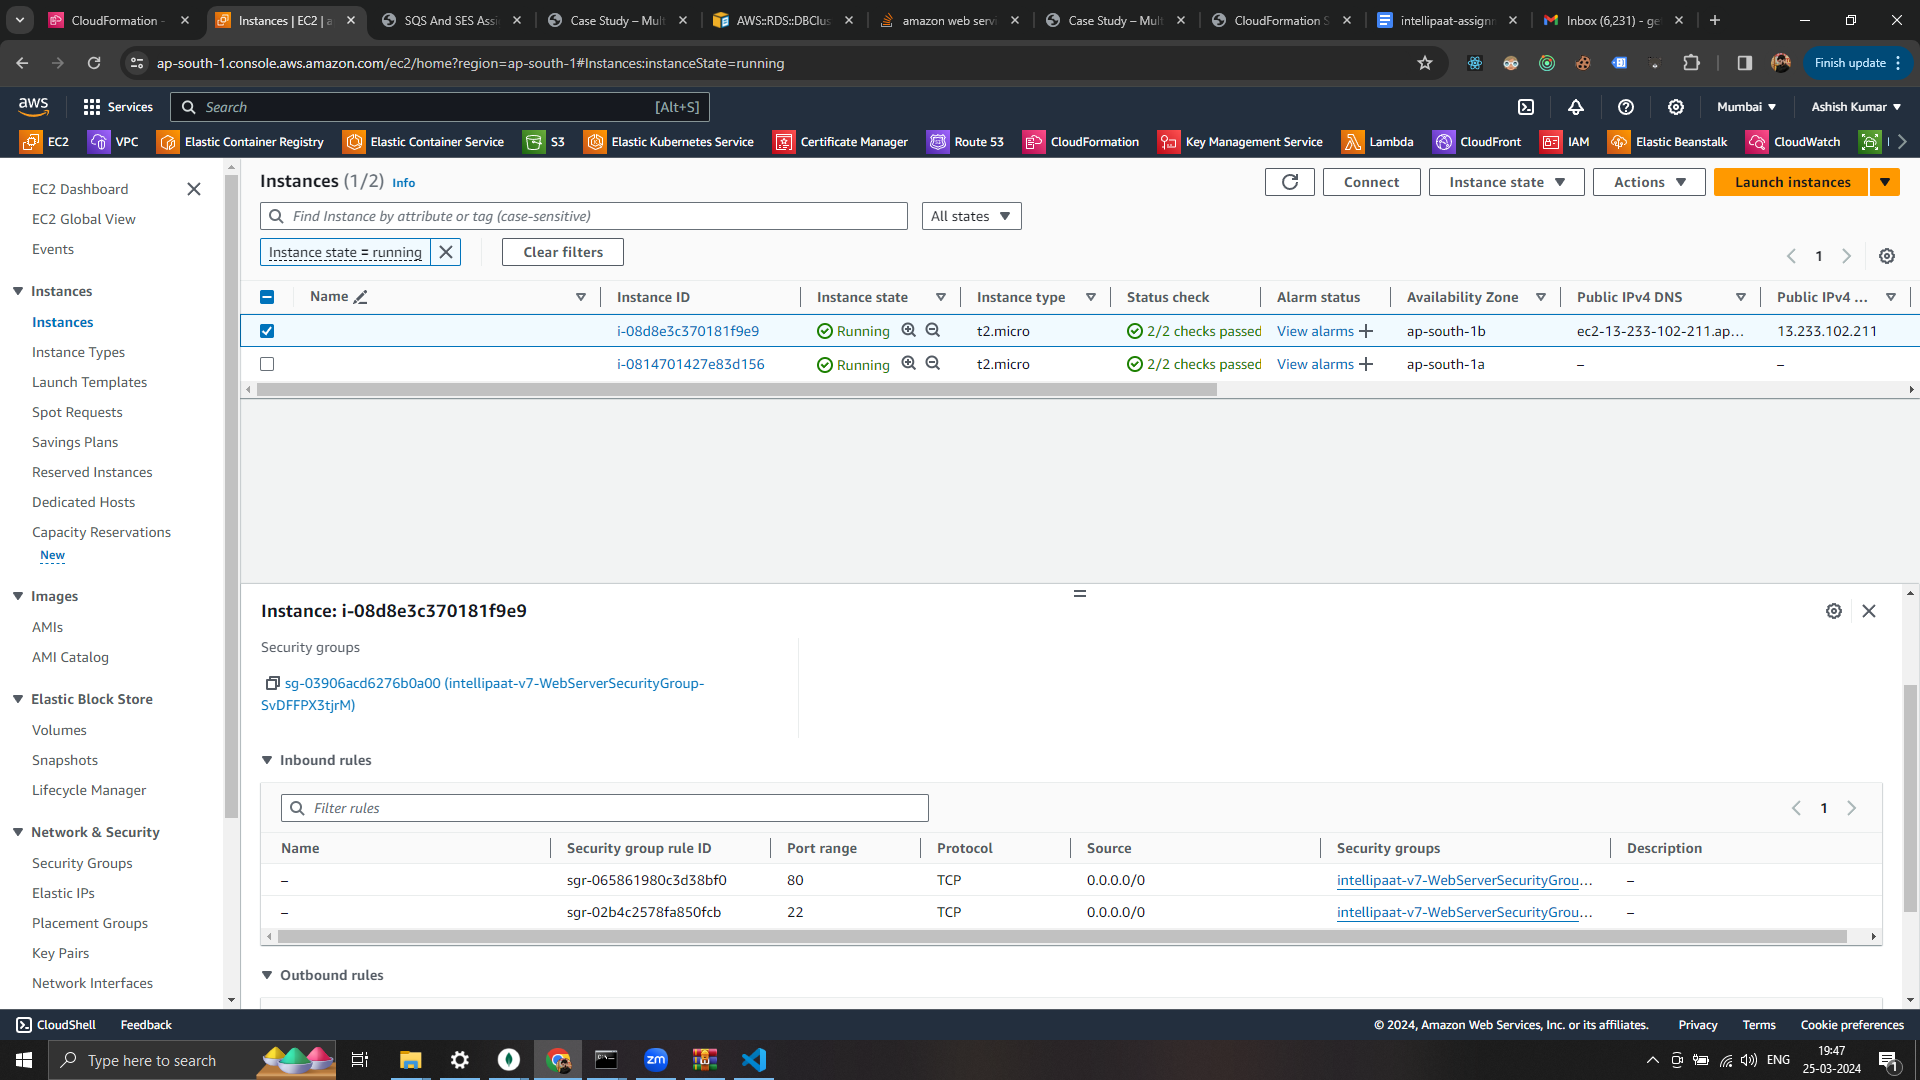 CloudFormation -
Instances | EC2 | a
SQS And SES Assi
Case Study – Mult
AWS::RDS::DBClus
amazon web servi
Case Study – Mult
CloudFormation S
intellipaat-assignm
Inbox (6,231) - ge
ap-south-1.console.aws.amazon.com/ec2/home?region=ap-south-1#Instances:instanceState=running
Finish update
aws
Services
Search
[Alt+S]
Mumbai
Ashish Kumar
EC2
VPC
Elastic Container Registry
Elastic Container Service
S3
Elastic Kubernetes Service
Certificate Manager
Route 53
CloudFormation
Key Management Service
Lambda
CloudFront
IAM
Elastic Beanstalk
CloudWatch
EC2 Dashboard
EC2 Global View
Events
Instances
Instances
Instance Types
Launch Templates
Spot Requests
Savings Plans
Reserved Instances
Dedicated Hosts
Capacity Reservations
New
Images
AMIs
AMI Catalog
Elastic Block Store
Volumes
Snapshots
Lifecycle Manager
Network & Security
Security Groups
Elastic IPs
Placement Groups
Key Pairs
Network Interfaces
Instances (1/2) Info
Connect
Instance state
Actions
Launch instances
Find Instance by attribute or tag (case-sensitive)
All states
Instance state = running
Clear filters
1
Name Instance ID Instance state Instance type Status check Alarm status Availability Zone Public IPv4 DNS Public IPv4 ...
i-08d8e3c370181f9e9 Running t2.micro 2/2 checks passed View alarms ap-south-1b ec2-13-233-102-211.ap... 13.233.102.211
i-0814701427e83d156 Running t2.micro 2/2 checks passed View alarms ap-south-1a – –
Instance: i-08d8e3c370181f9e9
Security groups
sg-03906acd6276b0a00 (intellipaat-v7-WebServerSecurityGroup-
SvDFFPX3tjrM)
Inbound rules
Filter rules
1
Name Security group rule ID Port range Protocol Source Security groups Description
– sgr-065861980c3d38bf0 80 TCP 0.0.0.0/0 intellipaat-v7-WebServerSecurityGrou... –
– sgr-02b4c2578fa850fcb 22 TCP 0.0.0.0/0 intellipaat-v7-WebServerSecurityGrou... –
Outbound rules
CloudShell
Feedback
© 2024, Amazon Web Services, Inc. or its affiliates.
Privacy
Terms
Cookie preferences
Type here to search
zm
ENG
19:47
25-03-2024
1